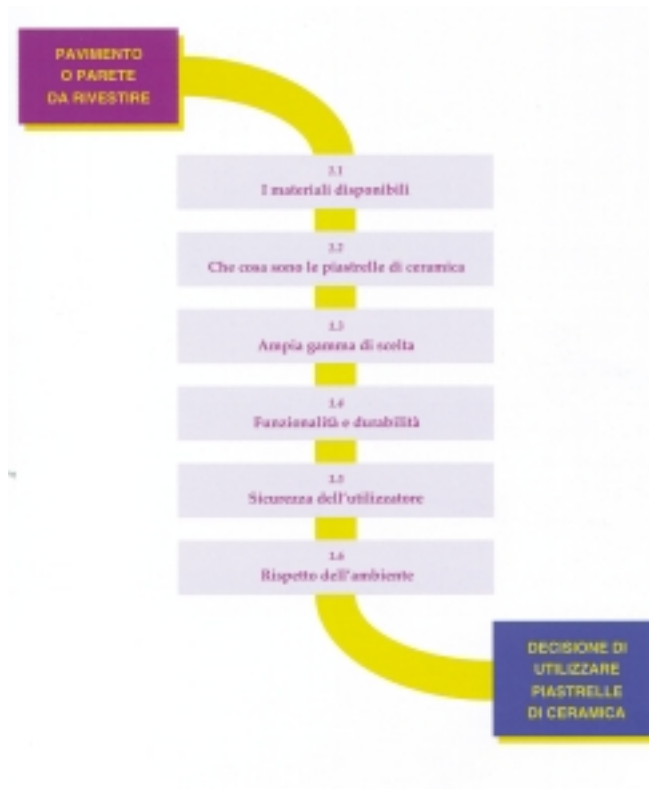 PAVIMENTO
O PARETE
DA RIVESTIRE
I materiali disponibili
Che cosa sono le piastrelle di ceramica
Ampia gamma di scelta
Funzionalità e durabilità
Sicurezza dell'utilizzatore
Rispetto dell'ambiente
DECISIONE DI
UTILIZZARE
PIASTRELLE
DI CERAMICA